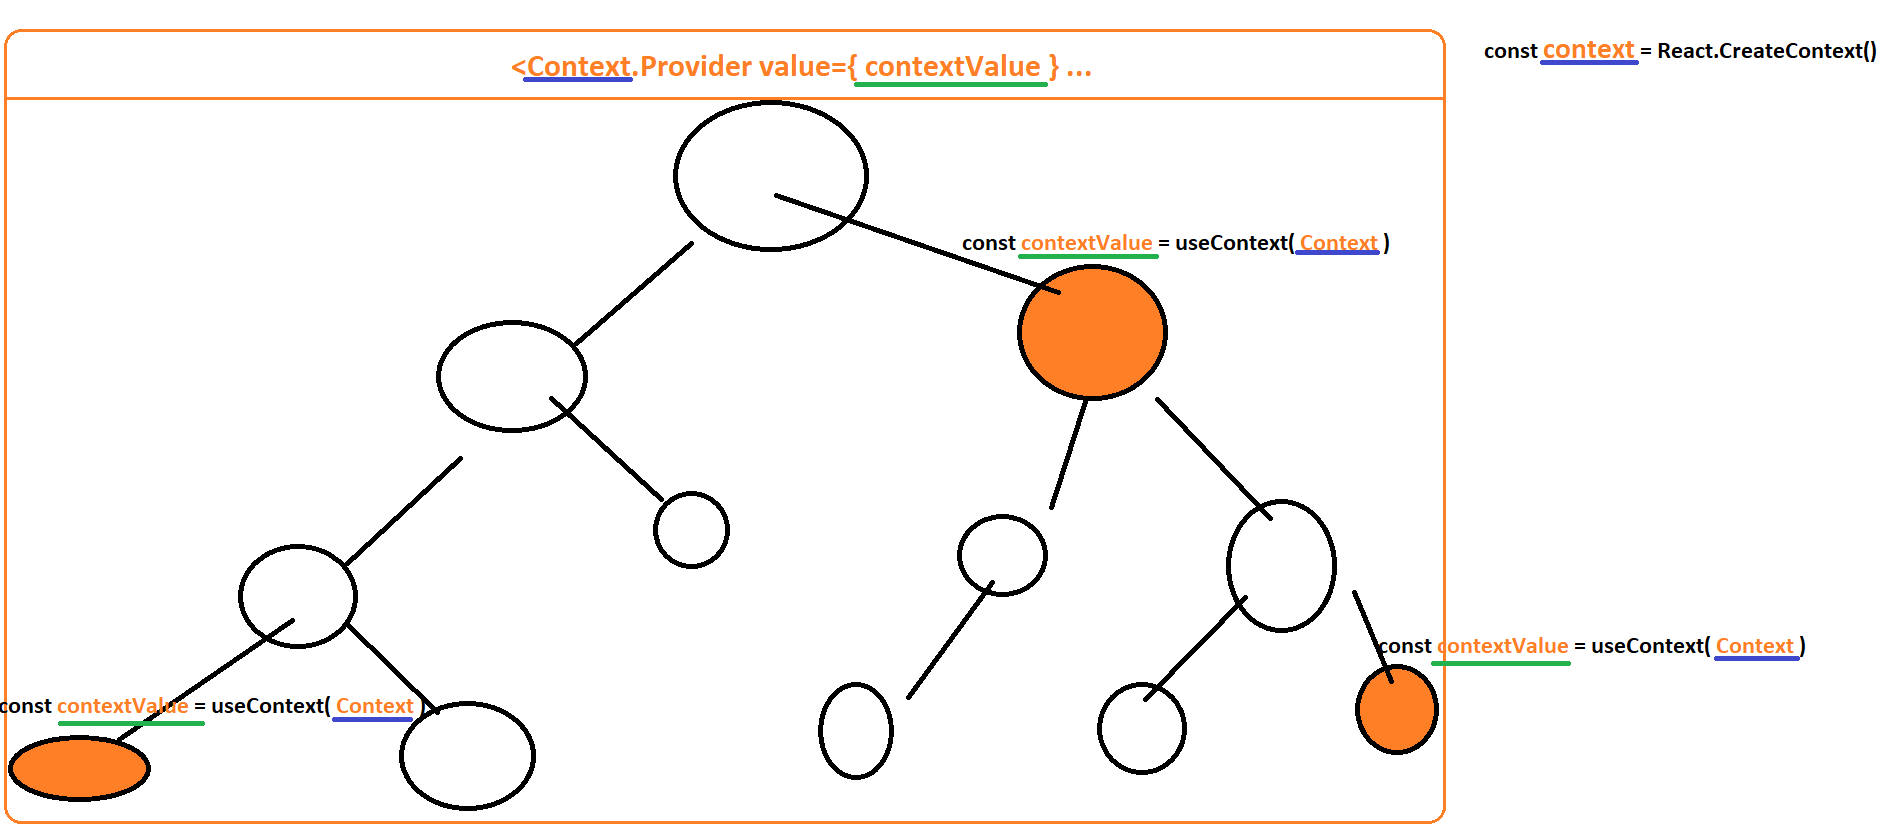 <Context.Provider value={ contextValue } ...
const context = React.CreateContext()
const contextValue = useContext( Context )
const contextValue = useContext( Context )
const contextValue = useContext( Context )